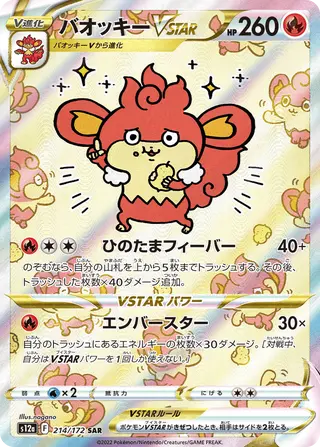 V進化
バオッキーVSTAR
HP260
バオッキーVから進化
ひのたまフィーバー 40+
のぞむなら、自分の山札を上から5枚までトラッシュする。その後、
トラッシュした枚数×40ダメージ追加。
VSTARパワー
エンバースター 30×
自分のトラッシュにあるエネルギーの枚数×30ダメージ。[対戦中、
自分はVSTARパワーを1回しか使えない。]
弱点 ×2 抵抗力 にげる
Illus. nagano
VSTARルール
s12a F 214/172 SAR
ポケモンVSTARがきぜつしたとき、相手はサイドを2枚とる。
©2022 Pokémon/Nintendo/Creatures/GAME FREAK.